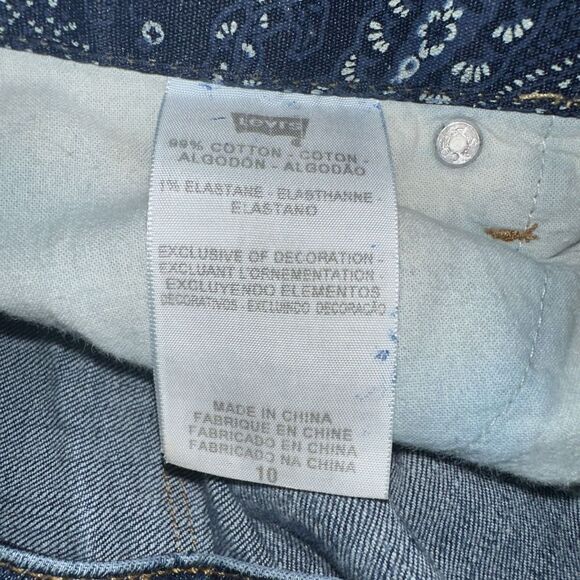 LEVI'S
®
99% COTTON - COTON -
ALGODÓN - ALGODÃO
1% ELASTANE - ELASTHANNE -
ELASTANO
EXCLUSIVE OF DECORATION -
EXCLUANT L'ORNEMENTATION
EXCLUYENDO ELEMENTOS
DECORATIVOS - EXCLUINDO DECORAÇÃO
MADE IN CHINA
FABRIQUE EN CHINE
FABRICADO EN CHINA
FABRICADO NA CHINA
10